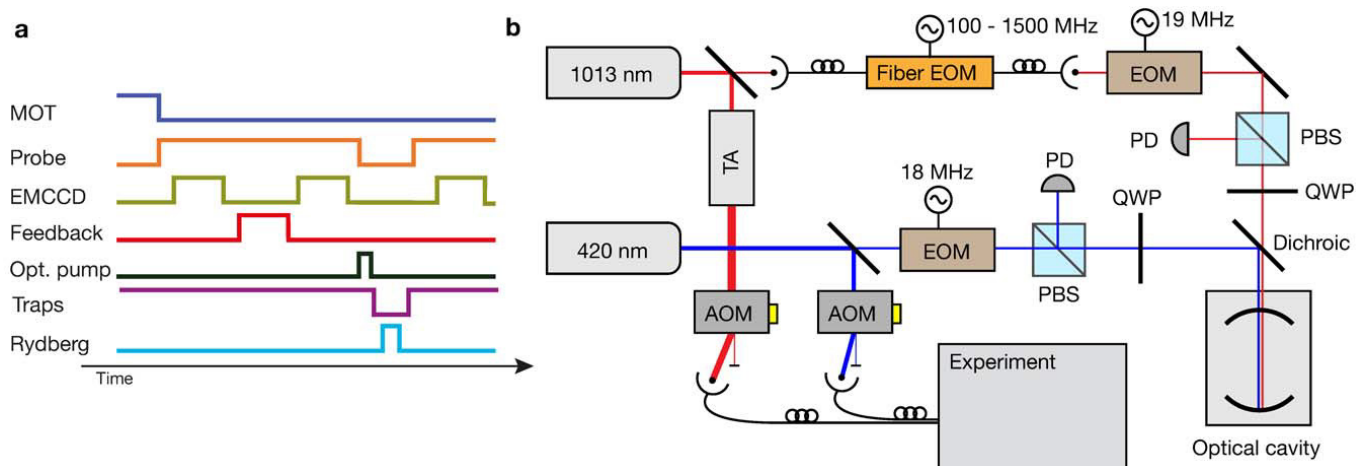 a
MOT
Probe
EMCCD
Feedback
Opt. pump
Traps
Rydberg
Time
b
1013 nm
100 - 1500 MHz
Fiber EOM
19 MHz
EOM
PD
PBS
QWP
TA
420 nm
18 MHz
EOM
PD
PBS
QWP
Dichroic
AOM
AOM
Experiment
Optical cavity